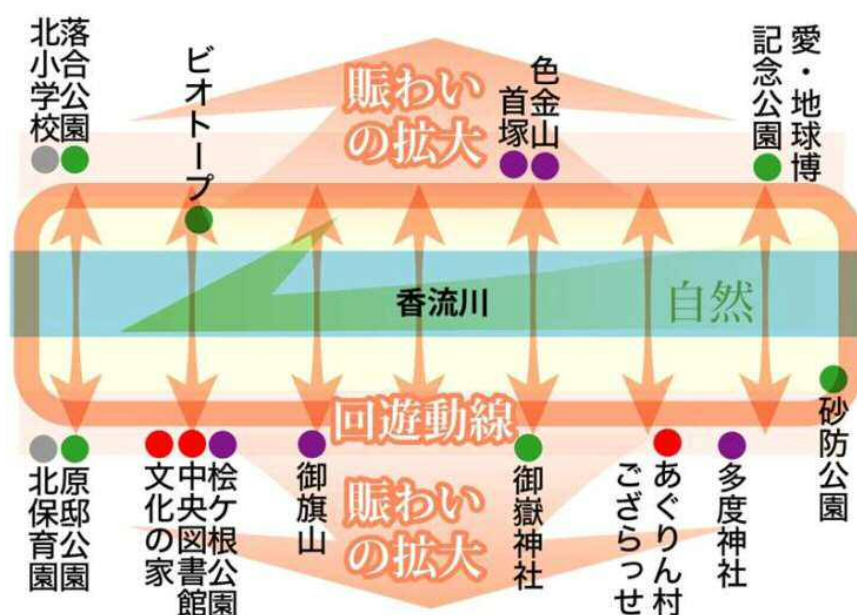 北小学校
落合公園
ビオトープ
賑わい
の拡大
首塚
色金山
愛・地球博
記念公園
香流川
自然
回遊動線
賑わい
の拡大
北保育園
原邸公園
文化の家
中央図書館
桧ケ根公園
御旗山
御嶽神社
あぐりん村
ござらっせ
多度神社
砂防公園